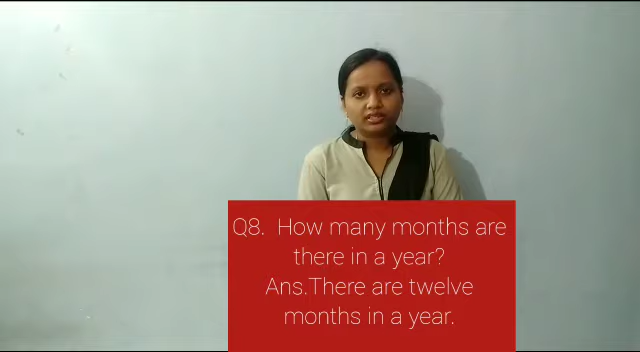 Q8.  How many months are
there in a year?
Ans.There are twelve
months in a year.